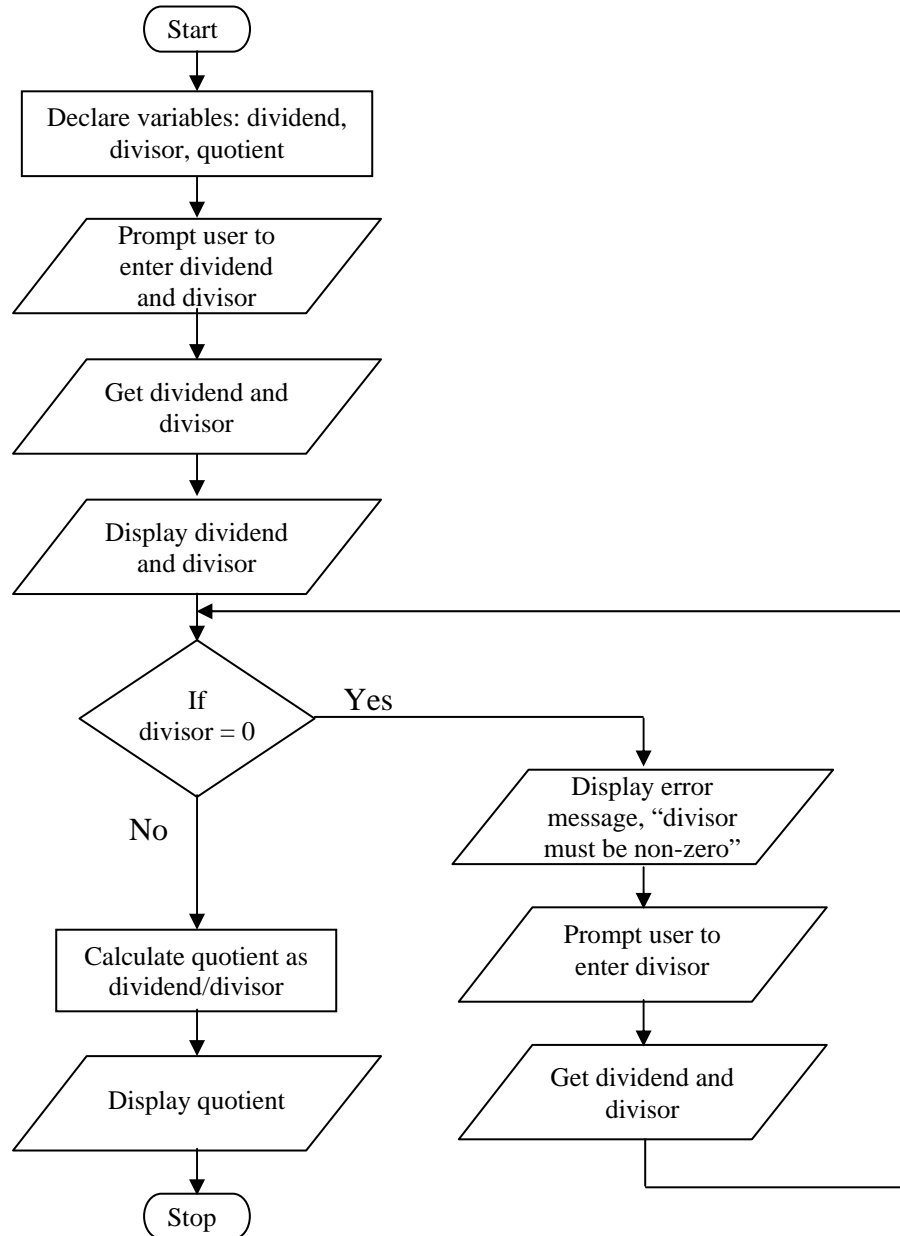 Start
Declare variables: dividend,
divisor, quotient
Prompt user to
enter dividend
and divisor
Get dividend and
divisor
Display dividend
and divisor
If
divisor = 0
Yes
No
Display error
message, “divisor
must be non-zero”
Prompt user to
enter divisor
Get dividend and
divisor
Calculate quotient as
dividend/divisor
Display quotient
Stop